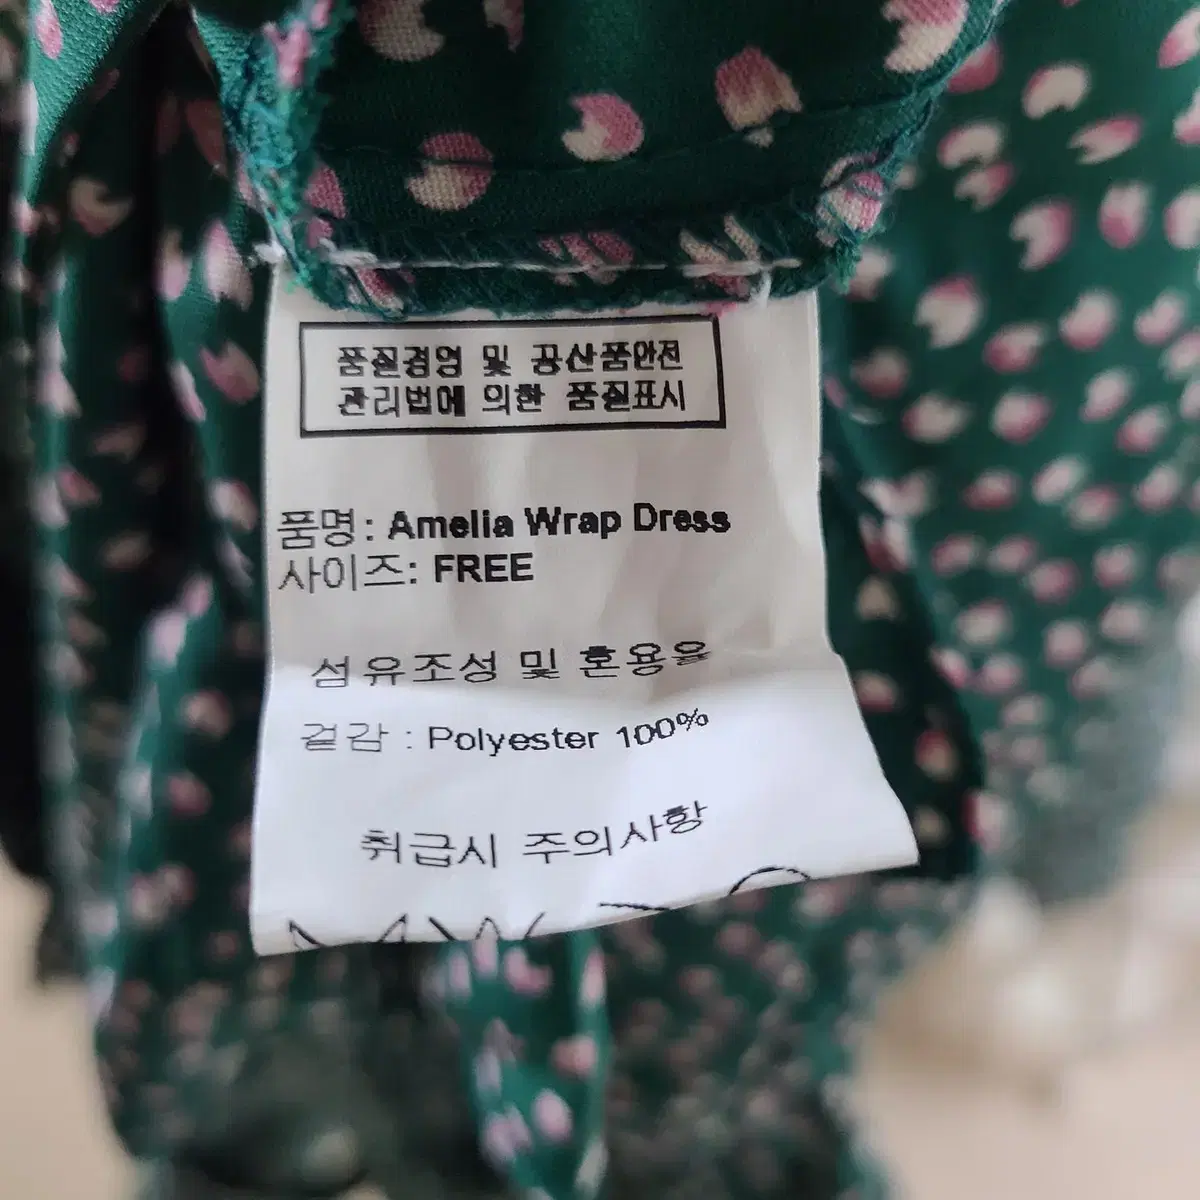 품질경영 및 공산품안전
관리법에 의한 품질표시
품명: Amelia Wrap Dress
사이즈: FREE
섬유조성 및 혼용율
겉감 : Polyester 100%
취급시 주의사항